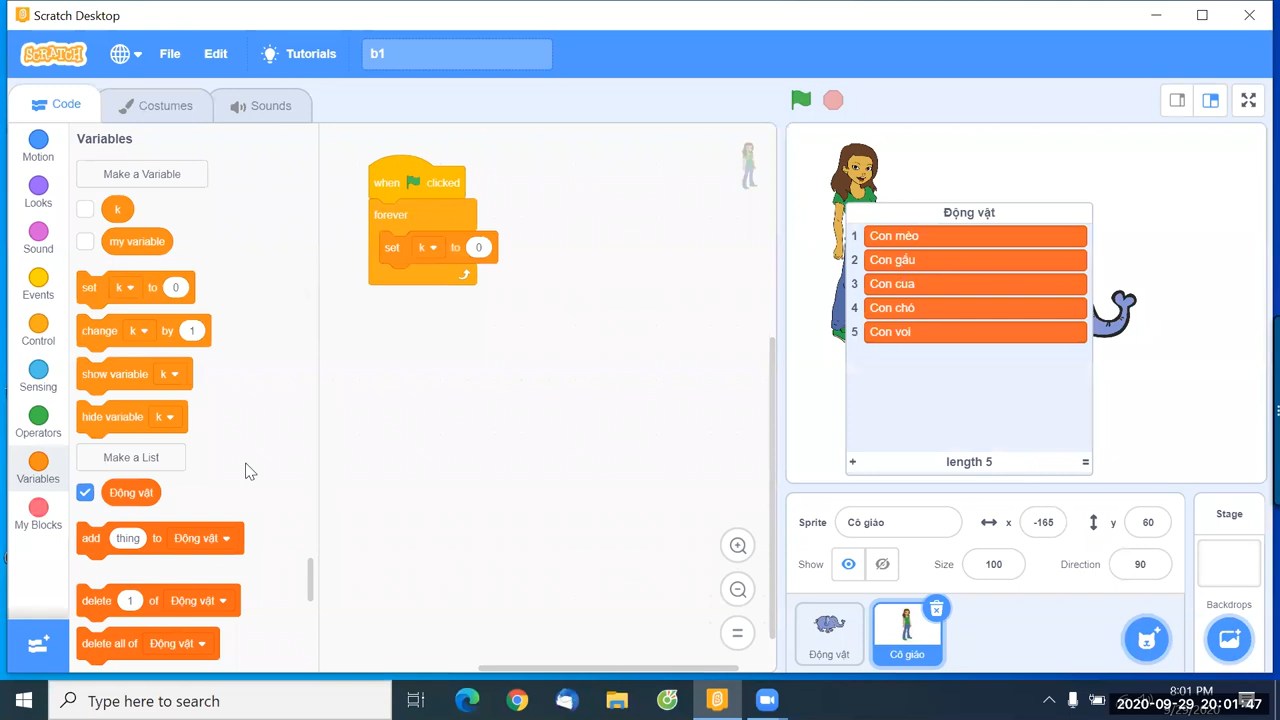 Scratch Desktop
SCRATCH
File
Edit
Tutorials
b1
Code
Costumes
Sounds
Motion
Looks
Sound
Events
Control
Sensing
Operators
Variables
My Blocks
Variables
Make a Variable
k
my variable
set k to 0
change k by 1
show variable k
hide variable k
Make a List
Động vật
add thing to Động vật
delete 1 of Động vật
delete all of Động vật
when clicked
forever
set k to 0
Động vật
1 Con mèo
2 Con gấu
3 Con cua
4 Con chó
5 Con voi
+ length 5 =
Sprite Cô giáo x -165 y 60
Show Size 100 Direction 90
Động vật
Cô giáo
Stage
Backdrops
Type here to search
8:01 PM
2020-09-29 20:01:47